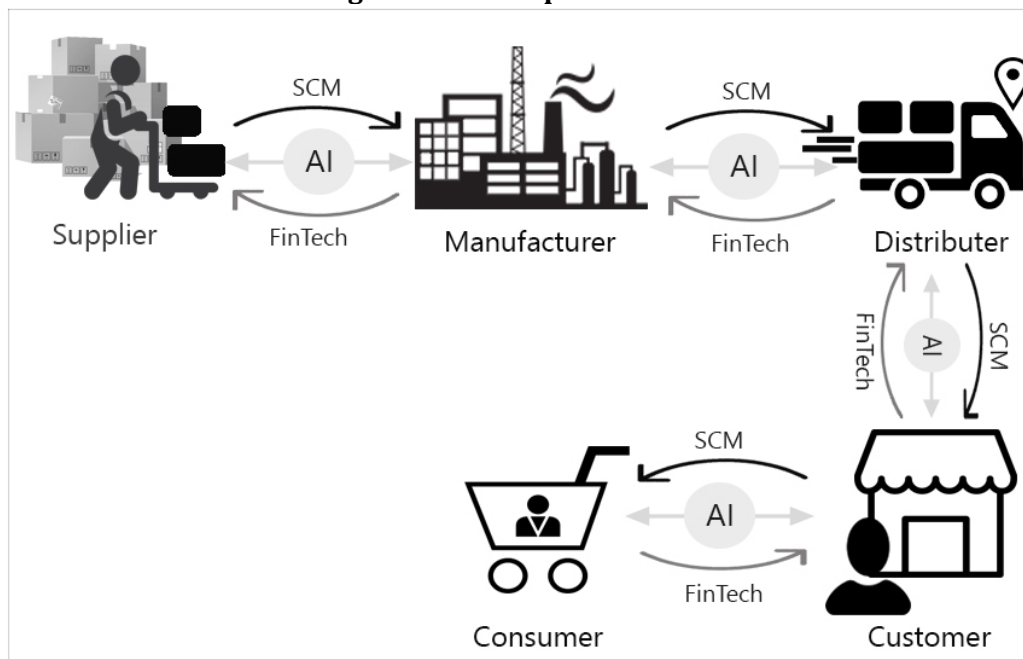 SCM
SCM
AI
AI
FinTech
FinTech
Supplier
Manufacturer
Distributer
FinTech
AI
SCM
SCM
AI
FinTech
Consumer
Customer